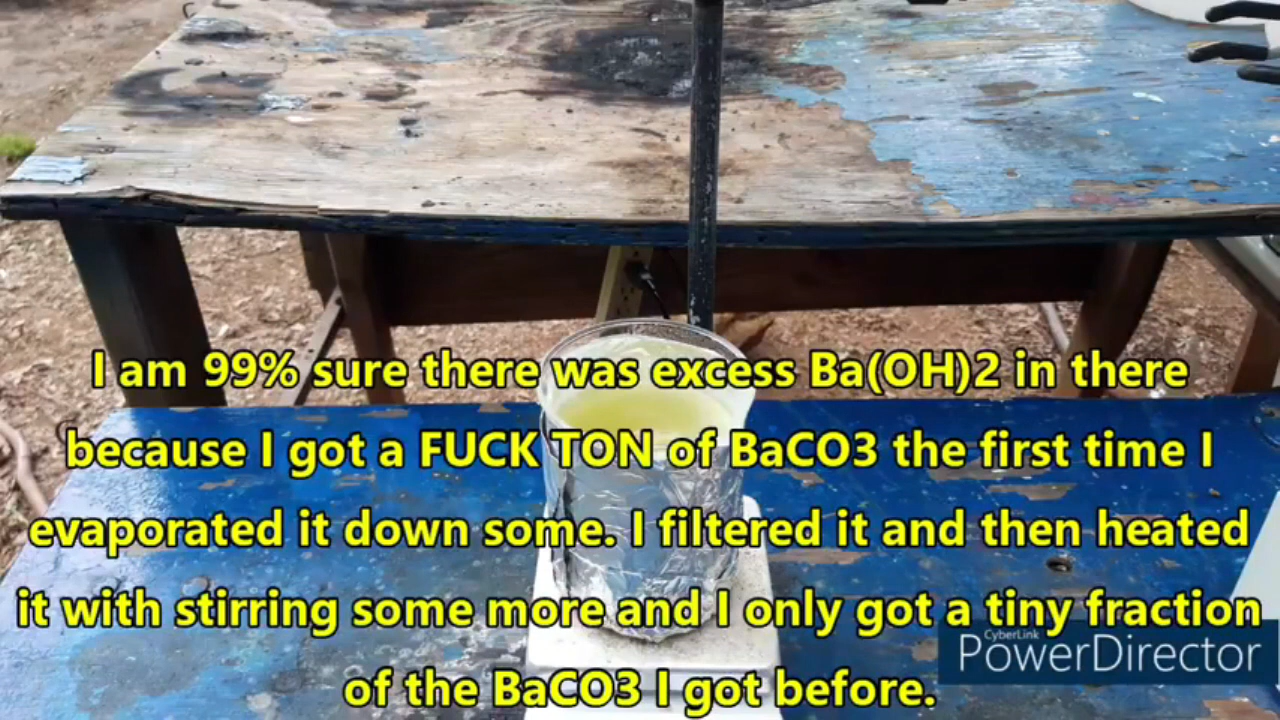 I am 99% sure there was excess Ba(OH)2 in there
because I got a FUCK TON of BaCO3 the first time I
evaporated it down some. I filtered it and then heated
it with stirring some more and I only got a tiny fraction
of the BaCO3 I got before.
CyberLink
PowerDirector